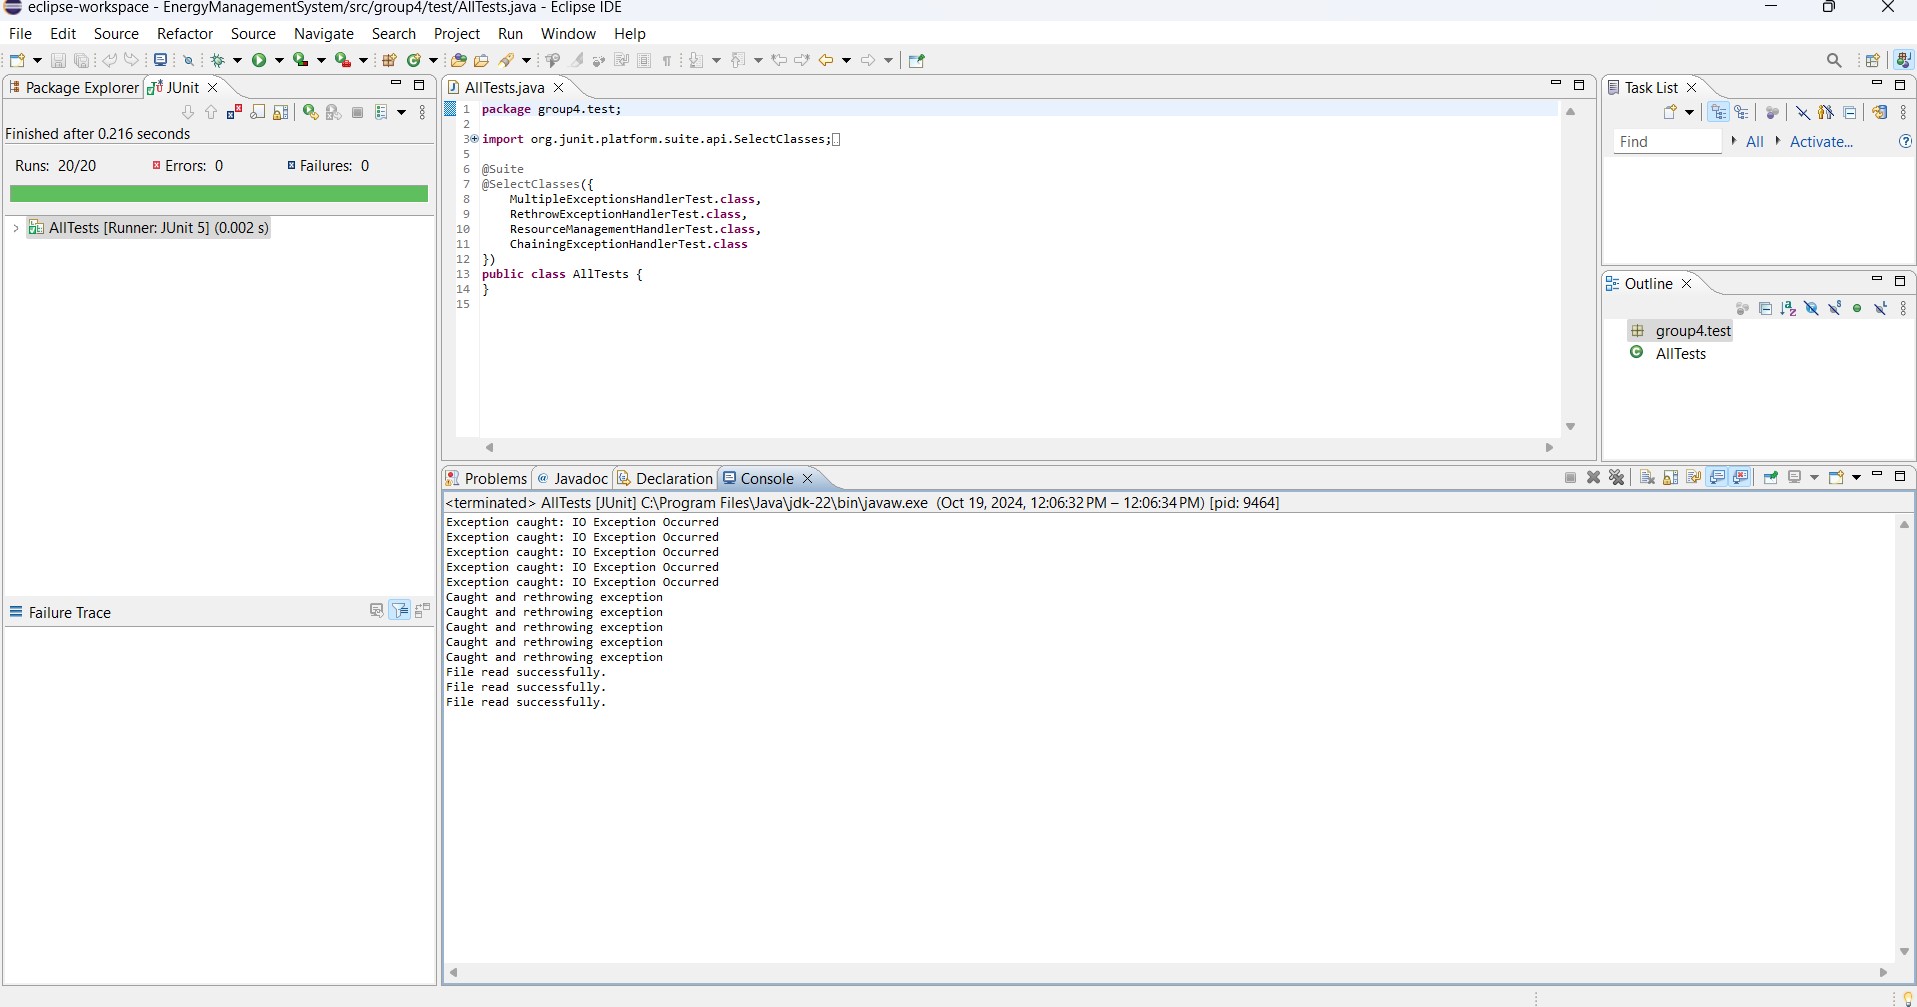 eclipse-workspace - EnergyManagementSystem/src/group4/test/AllTests.java - Eclipse IDE
File Edit Source Refactor Source Navigate Search Project Run Window Help
Package Explorer JUnit
Finished after 0.216 seconds
Runs: 20/20 Errors: 0 Failures: 0
AllTests [Runner: JUnit 5] (0.002 s)
Failure Trace
AllTests.java
1 package group4.test;
2
3 import org.junit.platform.suite.api.SelectClasses;
5
6 @Suite
7 @SelectClasses({
8 MultipleExceptionsHandlerTest.class,
9 RethrowExceptionHandlerTest.class,
10 ResourceManagementHandlerTest.class,
11 ChainingExceptionHandlerTest.class
12 })
13 public class AllTests {
14 }
15
Task List
Find All Activate...
Outline
group4.test
AllTests
Problems Javadoc Declaration Console
<terminated> AllTests [JUnit] C:\Program Files\Java\jdk-22\bin\javaw.exe (Oct 19, 2024, 12:06:32 PM – 12:06:34 PM) [pid: 9464]
Exception caught: IO Exception Occurred
Exception caught: IO Exception Occurred
Exception caught: IO Exception Occurred
Exception caught: IO Exception Occurred
Exception caught: IO Exception Occurred
Caught and rethrowing exception
Caught and rethrowing exception
Caught and rethrowing exception
Caught and rethrowing exception
Caught and rethrowing exception
File read successfully.
File read successfully.
File read successfully.